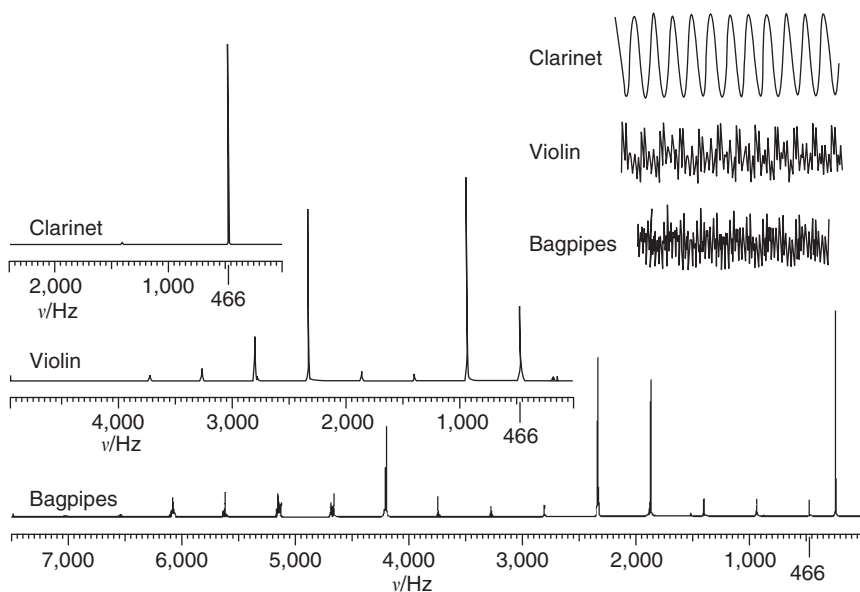 Clarinet
Violin
Bagpipes
Clarinet
2,000 1,000 466
ν/Hz
Violin
4,000 3,000 2,000 1,000 466
ν/Hz
Bagpipes
7,000 6,000 5,000 4,000 3,000 2,000 1,000 466
ν/Hz